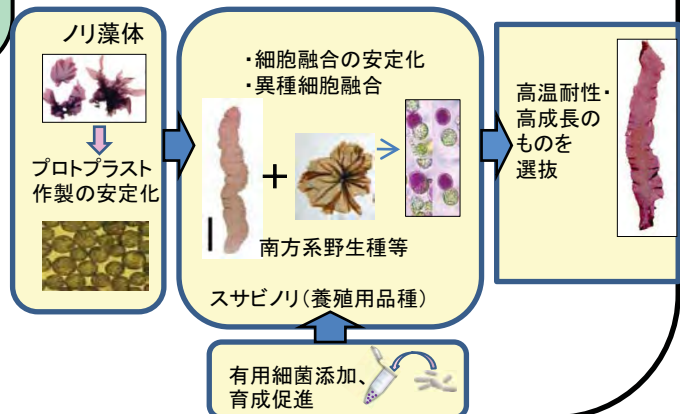 ノリ藻体
プロトプラスト
作製の安定化
・細胞融合の安定化
・異種細胞融合
+
南方系野生種等
スサビノリ(養殖用品種)
高温耐性・
高成長の
ものを
選抜
有用細菌添加、
育成促進